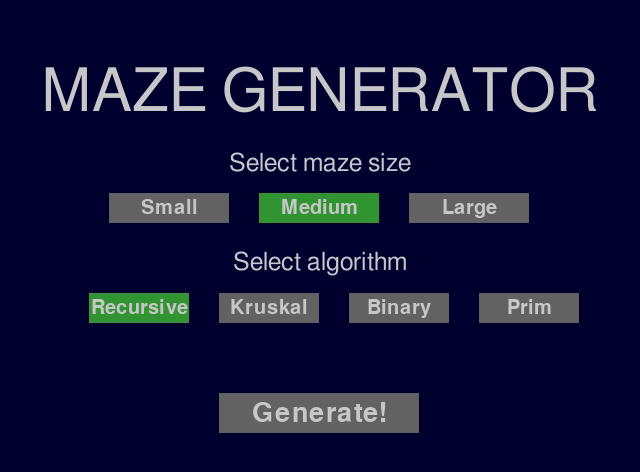 MAZE GENERATOR
Select maze size
Small Medium Large
Select algorithm
Recursive Kruskal Binary Prim
Generate!